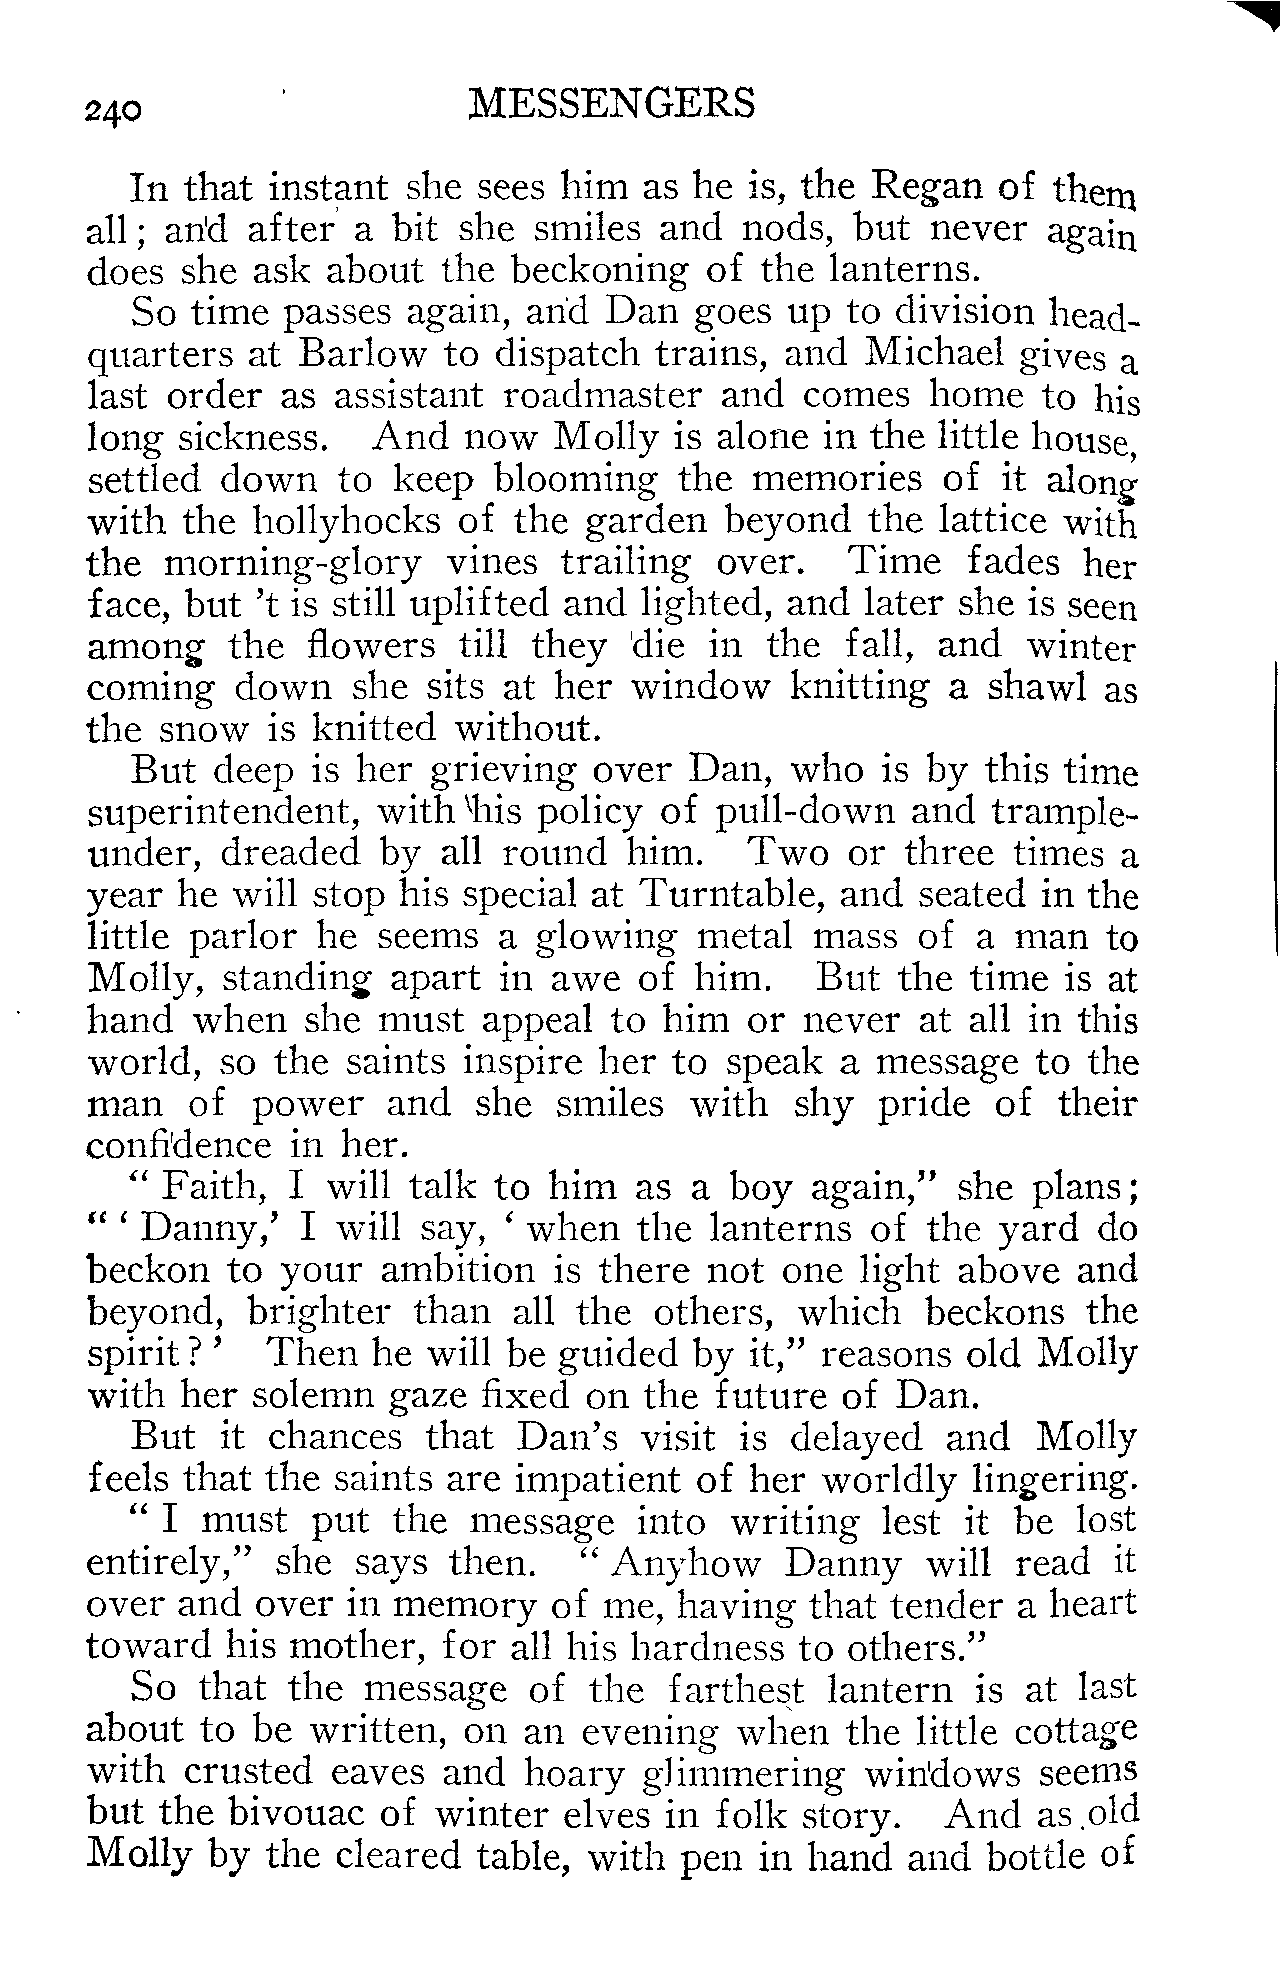 240 MESSENGERS
In that instant she sees him as he is, the Regan of them
all; and after a bit she smiles and nods, but never again
does she ask about the beckoning of the lanterns.
So time passes again, and Dan goes up to division head-
quarters at Barlow to dispatch trains, and Michael gives a
last order as assistant roadmaster and comes home to his
long sickness. And now Molly is alone in the little house,
settled down to keep blooming the memories of it along
with the hollyhocks of the garden beyond the lattice with
the morning-glory vines trailing over. Time fades her
face, but 't is still uplifted and lighted, and later she is seen
among the flowers till they die in the fall, and winter
coming down she sits at her window knitting a shawl as
the snow is knitted without.
But deep is her grieving over Dan, who is by this time
superintendent, with his policy of pull-down and trample-
under, dreaded by all round him. Two or three times a
year he will stop his special at Turntable, and seated in the
little parlor he seems a glowing metal mass of a man to
Molly, standing apart in awe of him. But the time is at
hand when she must appeal to him or never at all in this
world, so the saints inspire her to speak a message to the
man of power and she smiles with shy pride of their
confidence in her.
" Faith, I will talk to him as a boy again," she plans;
" ' Danny,' I will say, ' when the lanterns of the yard do
beckon to your ambition is there not one light above and
beyond, brighter than all the others, which beckons the
spirit?' Then he will be guided by it," reasons old Molly
with her solemn gaze fixed on the future of Dan.
But it chances that Dan's visit is delayed and Molly
feels that the saints are impatient of her worldly lingering.
" I must put the message into writing lest it be lost
entirely," she says then. " Anyhow Danny will read it
over and over in memory of me, having that tender a heart
toward his mother, for all his hardness to others."
So that the message of the farthest lantern is at last
about to be written, on an evening when the little cottage
with crusted eaves and hoary glimmering windows seems
but the bivouac of winter elves in folk story. And as old
Molly by the cleared table, with pen in hand and bottle of